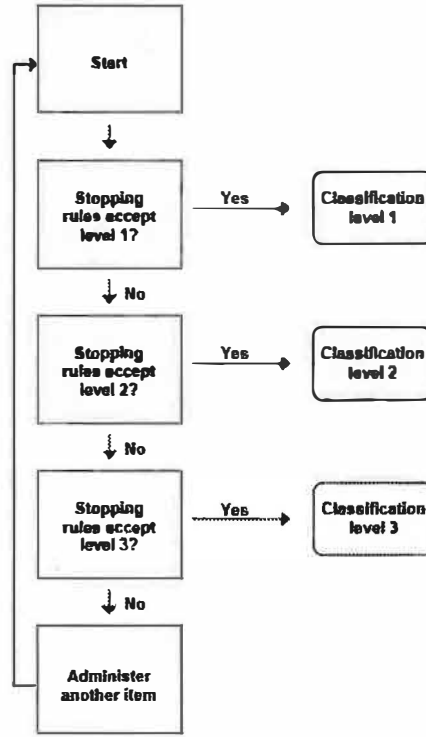 Start
Stopping
rules accept
level 1?
Yes
Classification
level 1
No
Stopping
rules accept
level 2?
Yes
Classification
level 2
No
Stopping
rules accept
level 3?
Yes
Classification
level 3
No
Administer
another item